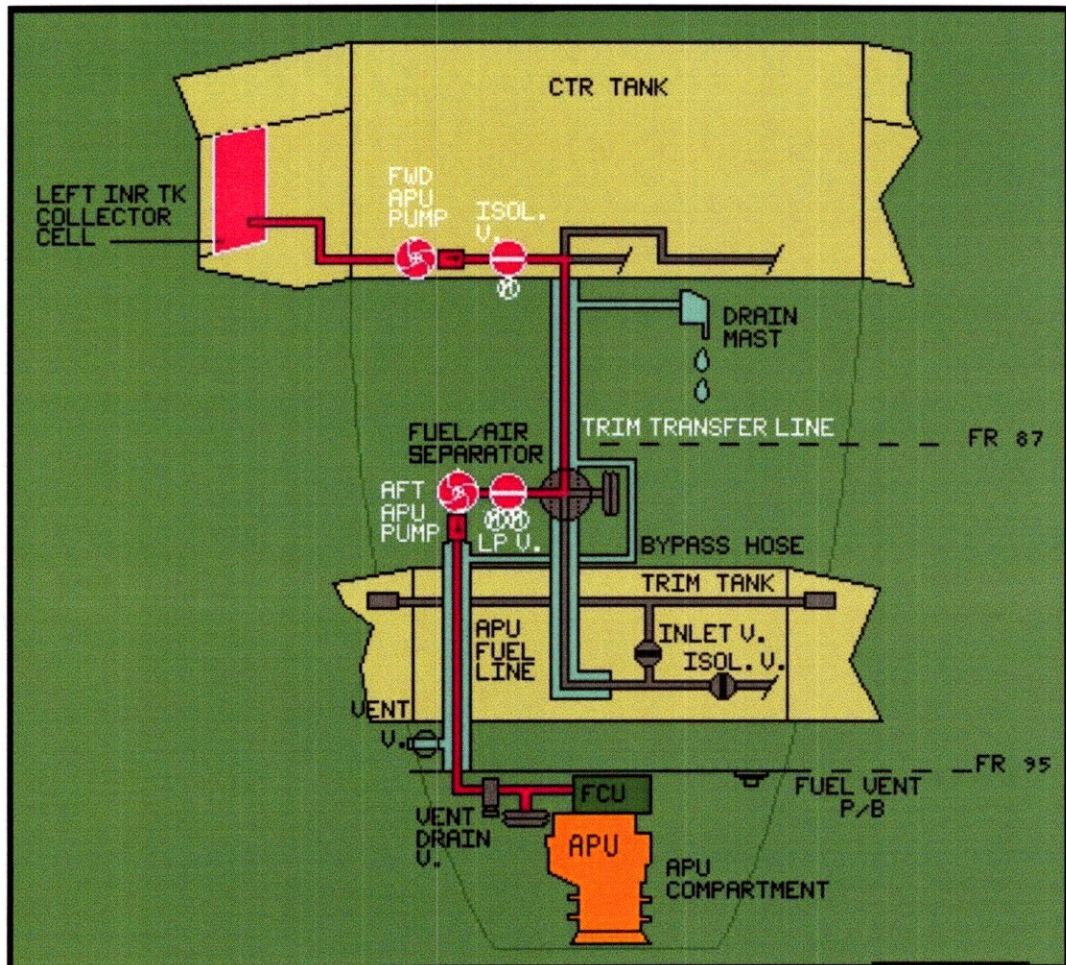 CTR TANK
LEFT INR TK
COLLECTOR
CELL
FWD
APU
PUMP
ISOL.
V.
M
DRAIN
MAST
TRIM TRANSFER LINE
FR 87
FUEL/AIR
SEPARATOR
AFT
APU
PUMP
M M
LP V.
BYPASS HOSE
TRIM TANK
APU
FUEL
LINE
INLET V.
ISOL. V.
VENT
V.
FR 95
FUEL VENT
P/B
VENT
DRAIN
V.
FCU
APU
APU
COMPARTMENT